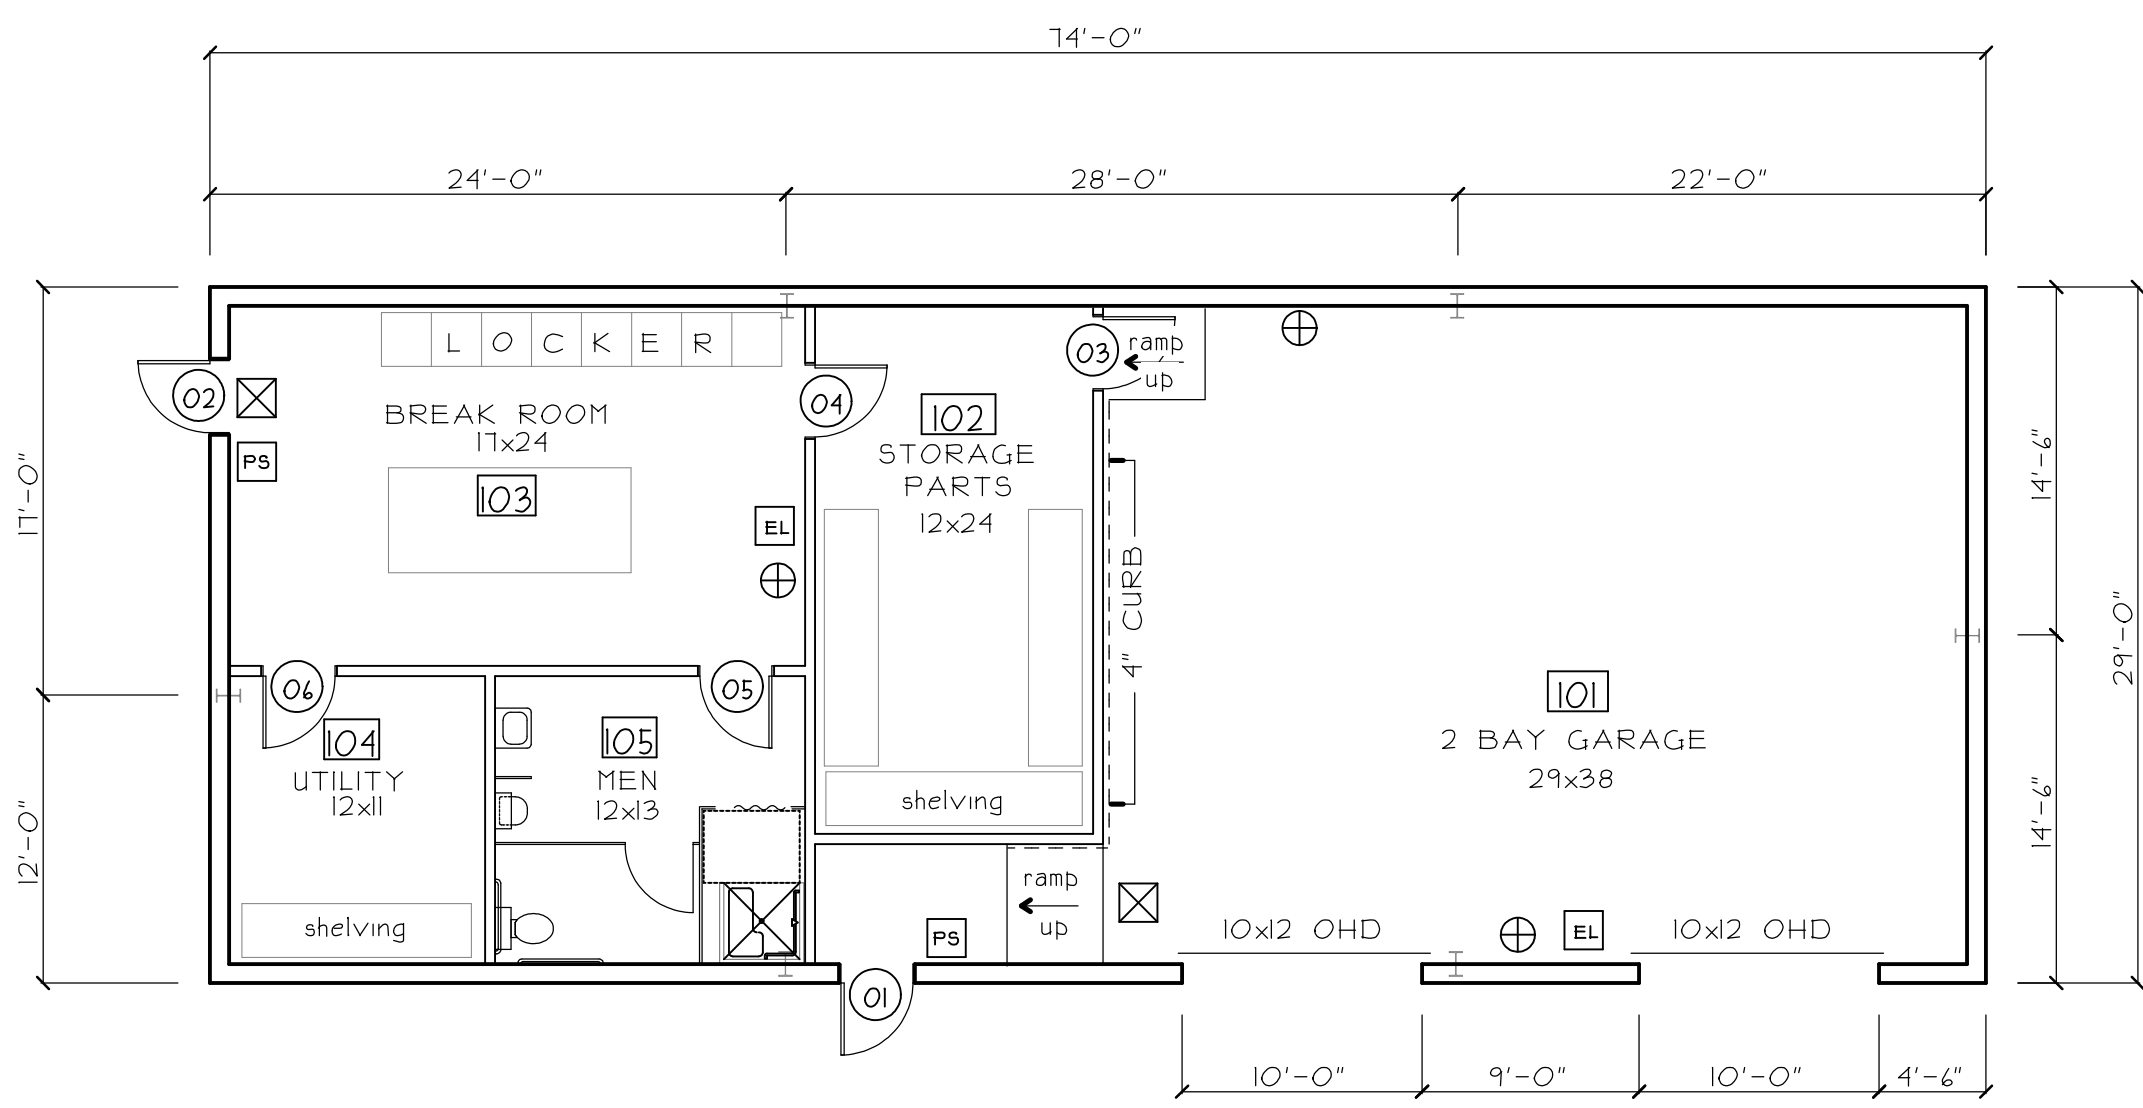 74'-0"
24'-0"
28'-0"
22'-0"
LOCKER
02
03
ramp
up
04
BREAK ROOM
17x24
102
STORAGE
PARTS
12x24
PS
103
EL
17'-0"
14'-6"
4" CURB
29'-0"
06
05
101
2 BAY GARAGE
29x38
104
UTILITY
12x11
105
MEN
12x13
shelving
12'-0"
14'-6"
shelving
ramp
up
PS
10x12 OHD
EL
10x12 OHD
01
10'-0"
9'-0"
10'-0"
4'-6"